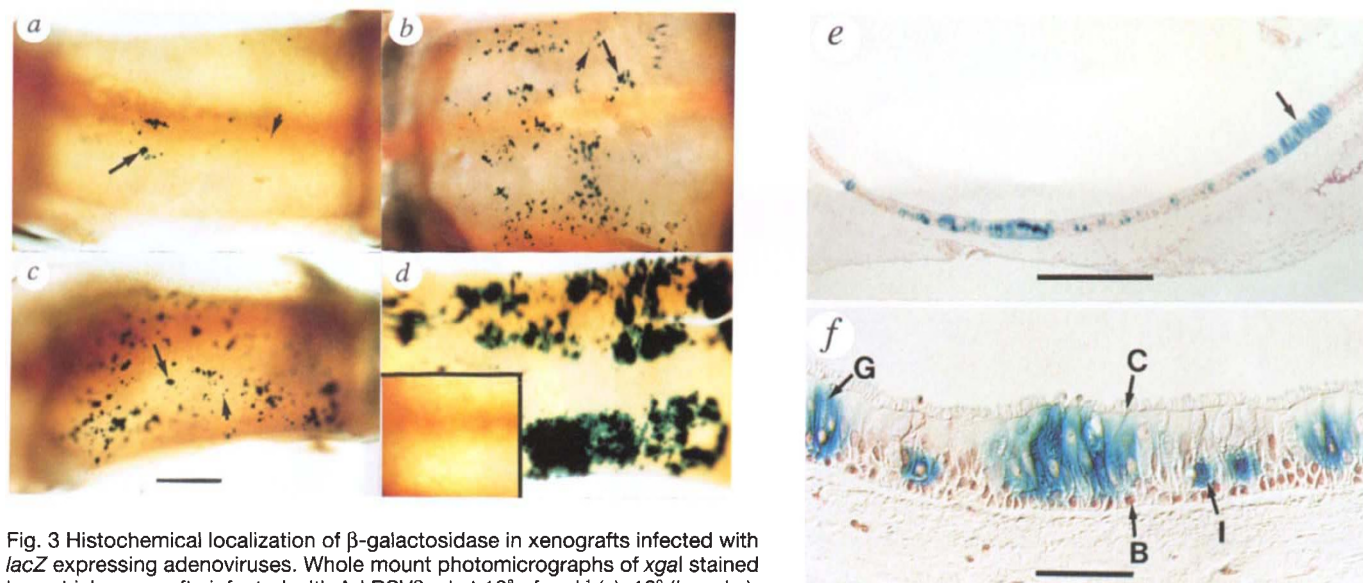 a
b
c
d
e
f
G
C
B
I
Fig. 3 Histochemical localization of β-galactosidase in xenografts infected with
lacZ expressing adenoviruses. Whole mount photomicrographs of xgal stained